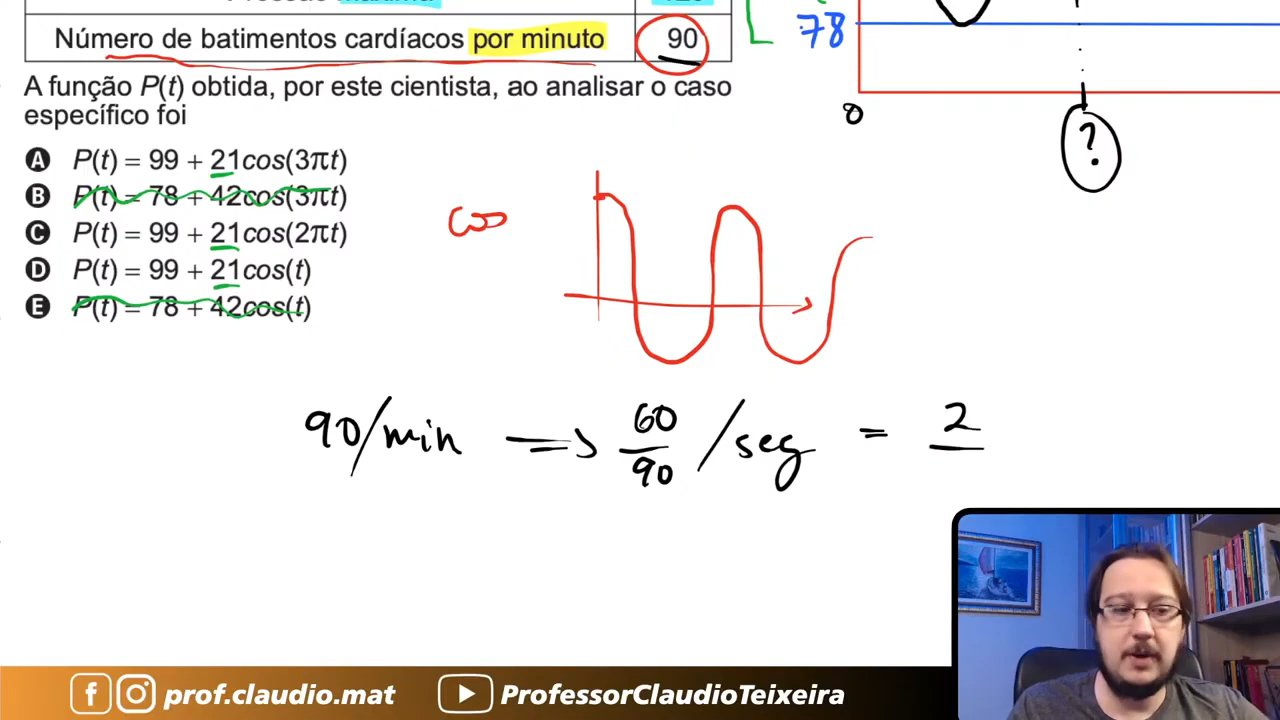 Número de batimentos cardíacos por minuto 90
78
0
?
A função P(t) obtida, por este cientista, ao analisar o caso
específico foi
A P(t) = 99 + 21cos(3πt)
B P(t) = 78 + 42cos(3πt)
C P(t) = 99 + 21cos(2πt)
D P(t) = 99 + 21cos(t)
E P(t) = 78 + 42cos(t)
cos
90/min ⟹ 60/90 /seg = 2
prof.claudio.mat ProfessorClaudioTeixeira